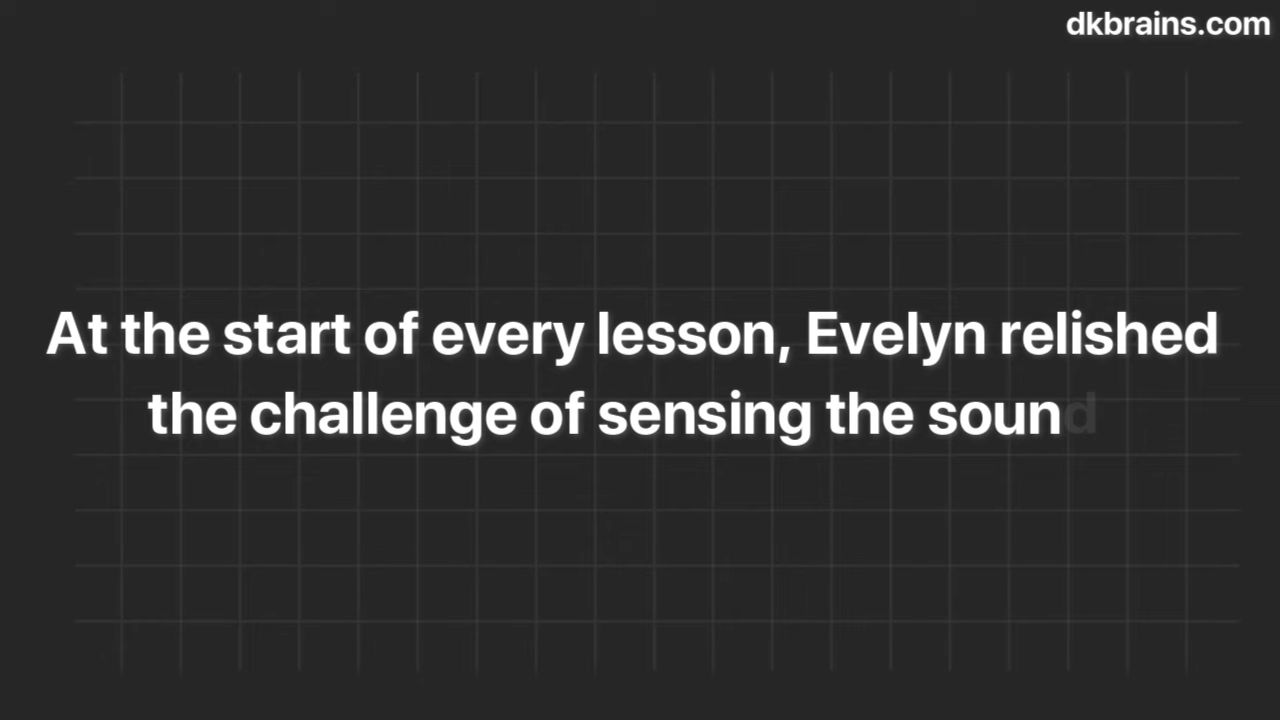 dkbrains.com
At the start of every lesson, Evelyn relished
the challenge of sensing the sound